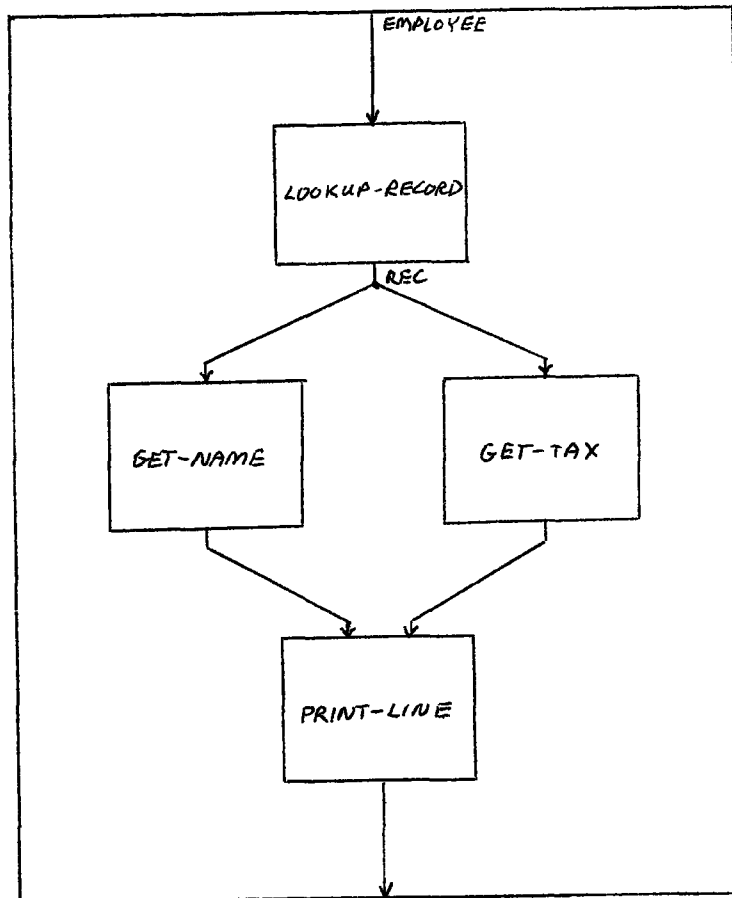 EMPLOYEE
LOOKUP-RECORD
REC
GET-NAME
GET-TAX
PRINT-LINE